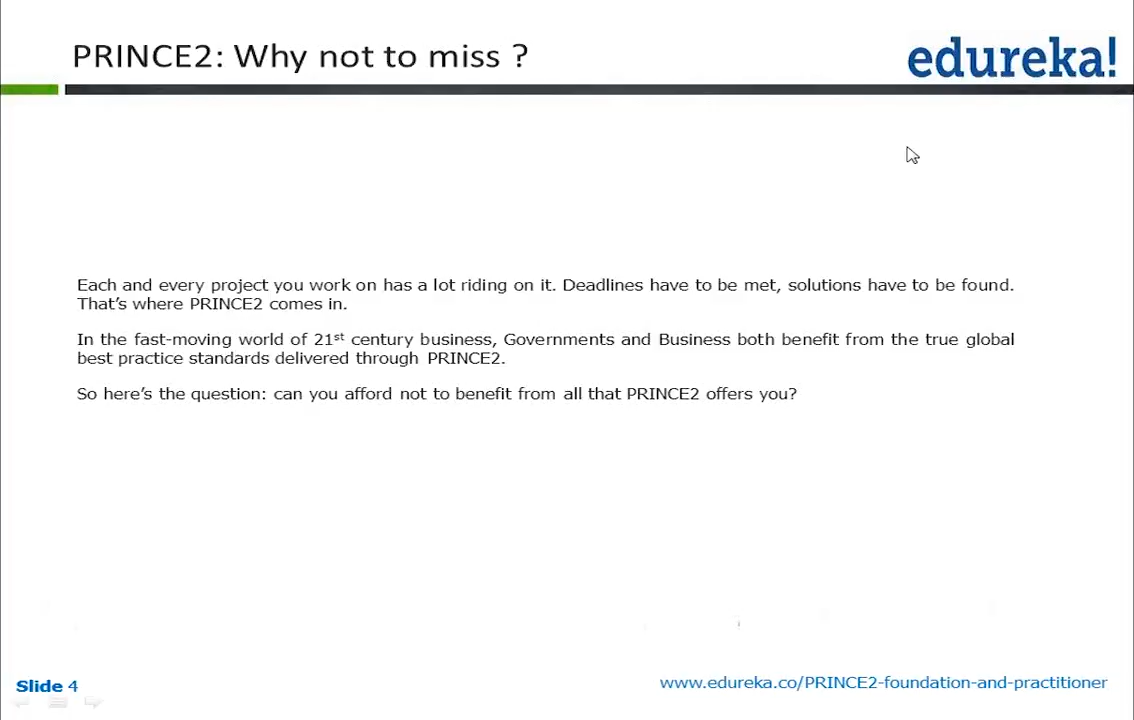 PRINCE2: Why not to miss ?
edureka!
Each and every project you work on has a lot riding on it. Deadlines have to be met, solutions have to be found.
That’s where PRINCE2 comes in.
In the fast-moving world of 21st century business, Governments and Business both benefit from the true global
best practice standards delivered through PRINCE2.
So here’s the question: can you afford not to benefit from all that PRINCE2 offers you?
Slide 4
www.edureka.co/PRINCE2-foundation-and-practitioner